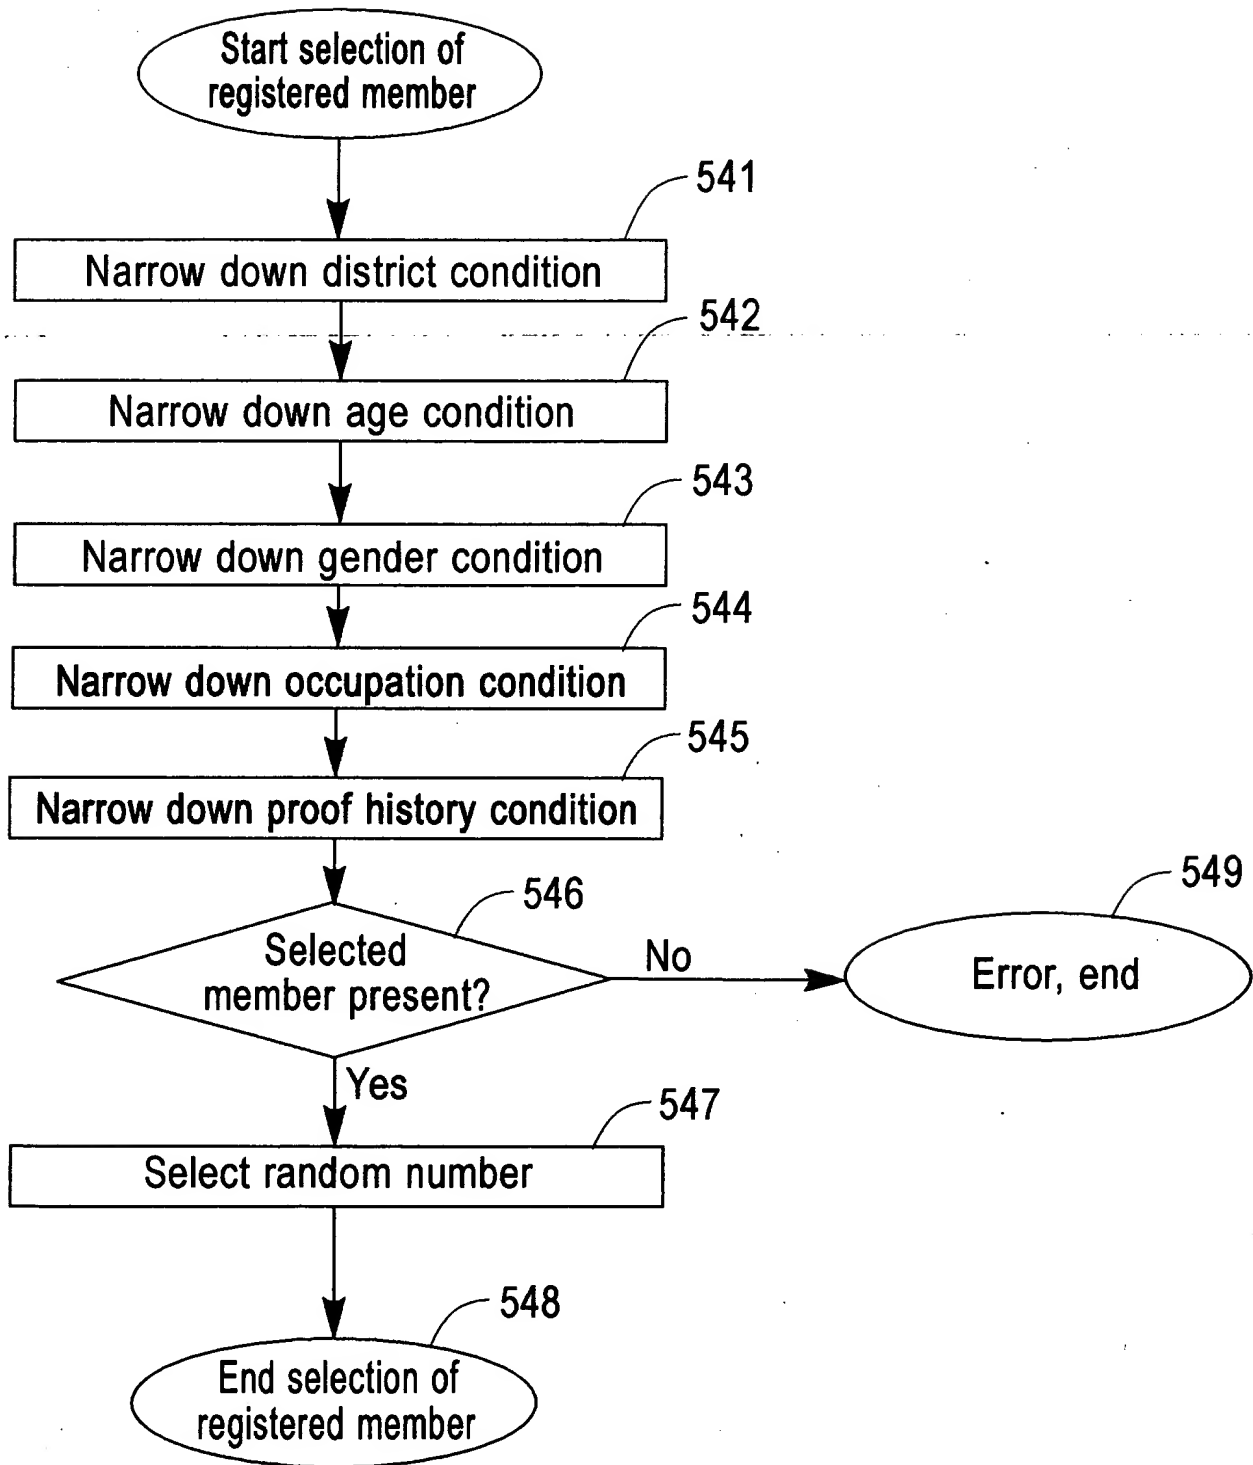 Start selection of
registered member
541
Narrow down district condition
542
Narrow down age condition
543
Narrow down gender condition
544
Narrow down occupation condition
545
Narrow down proof history condition
546
Selected
member present?
No
549
Error, end
Yes
547
Select random number
548
End selection of
registered member